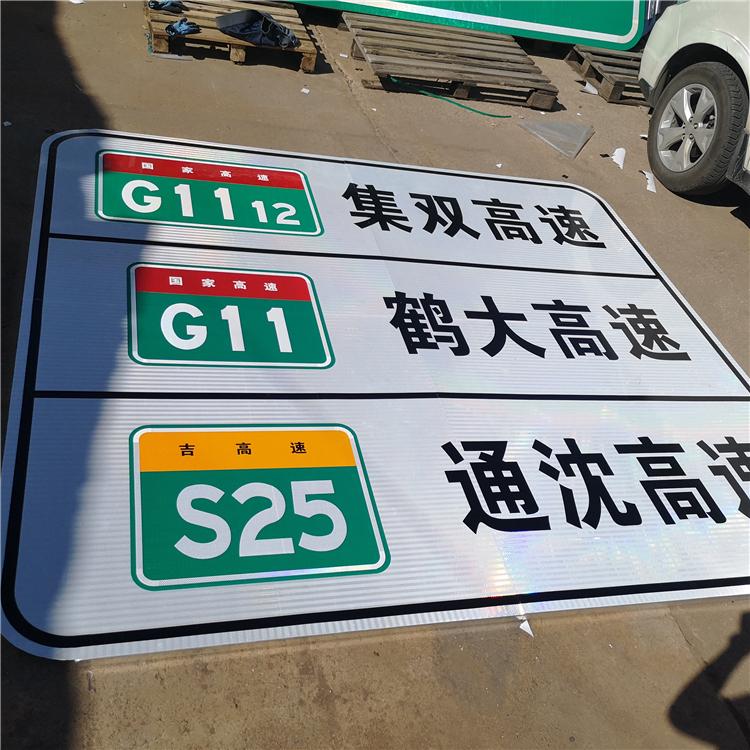 国家高速
G1112 集双高速
国家高速
G11 鹤大高速
吉高速
S25 通沈高速